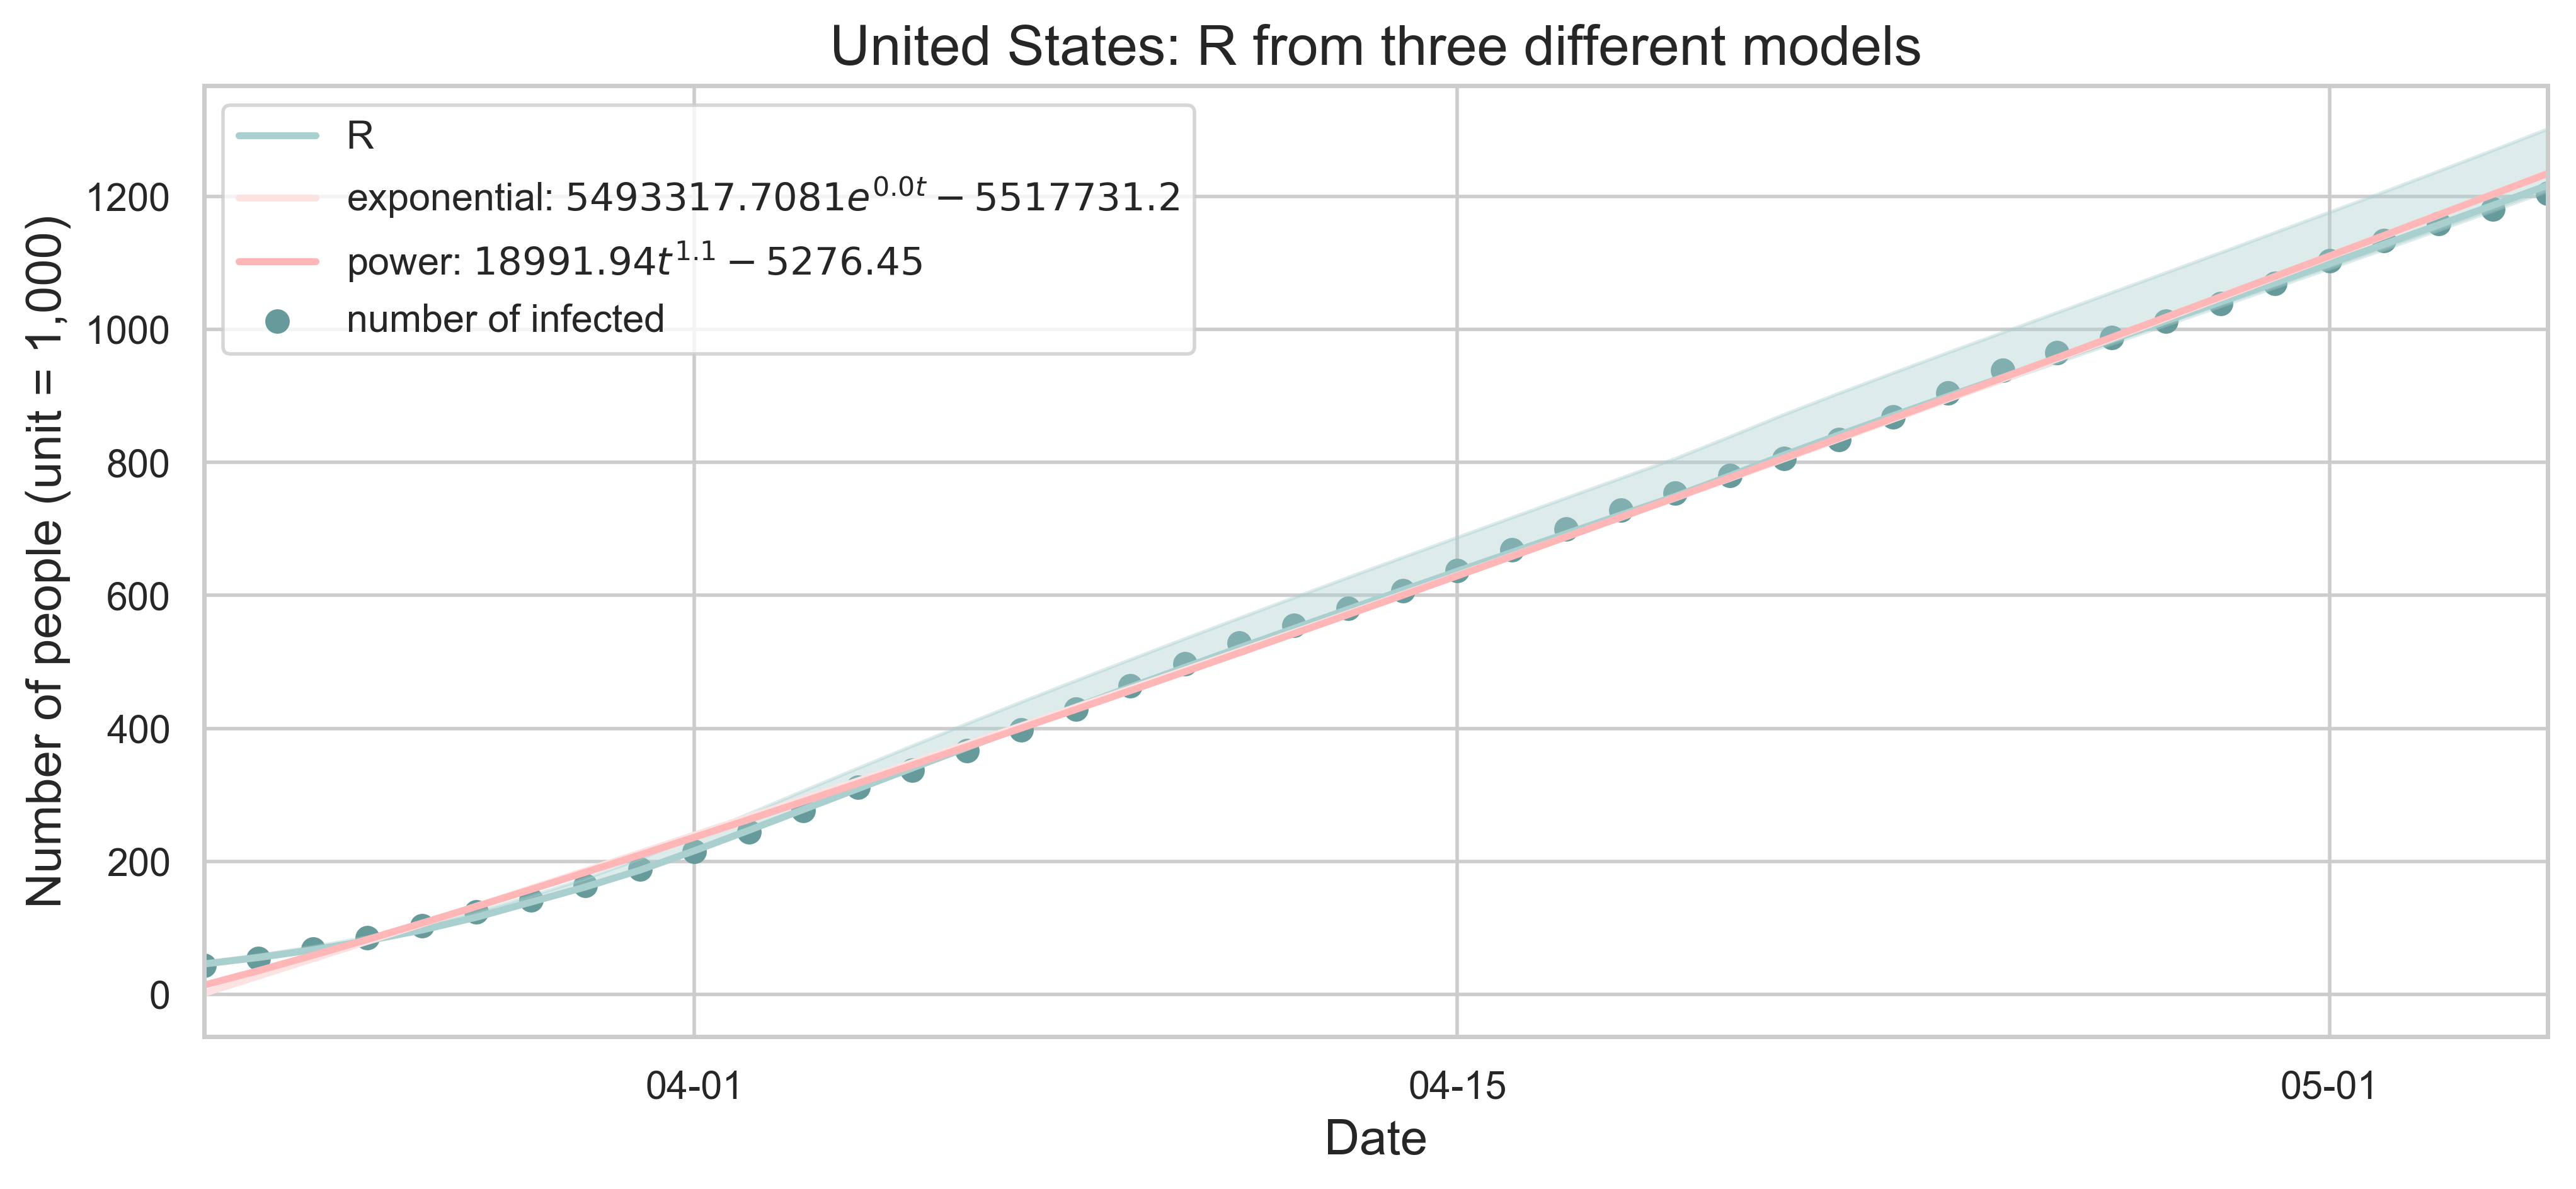 United States: R from three different models
R
exponential: 5493317.7081e^{0.0t} − 5517731.2
power: 18991.94t^{1.1} − 5276.45
number of infected
Number of people (unit = 1,000)
1200
1000
800
600
400
200
0
04-01
04-15
05-01
Date